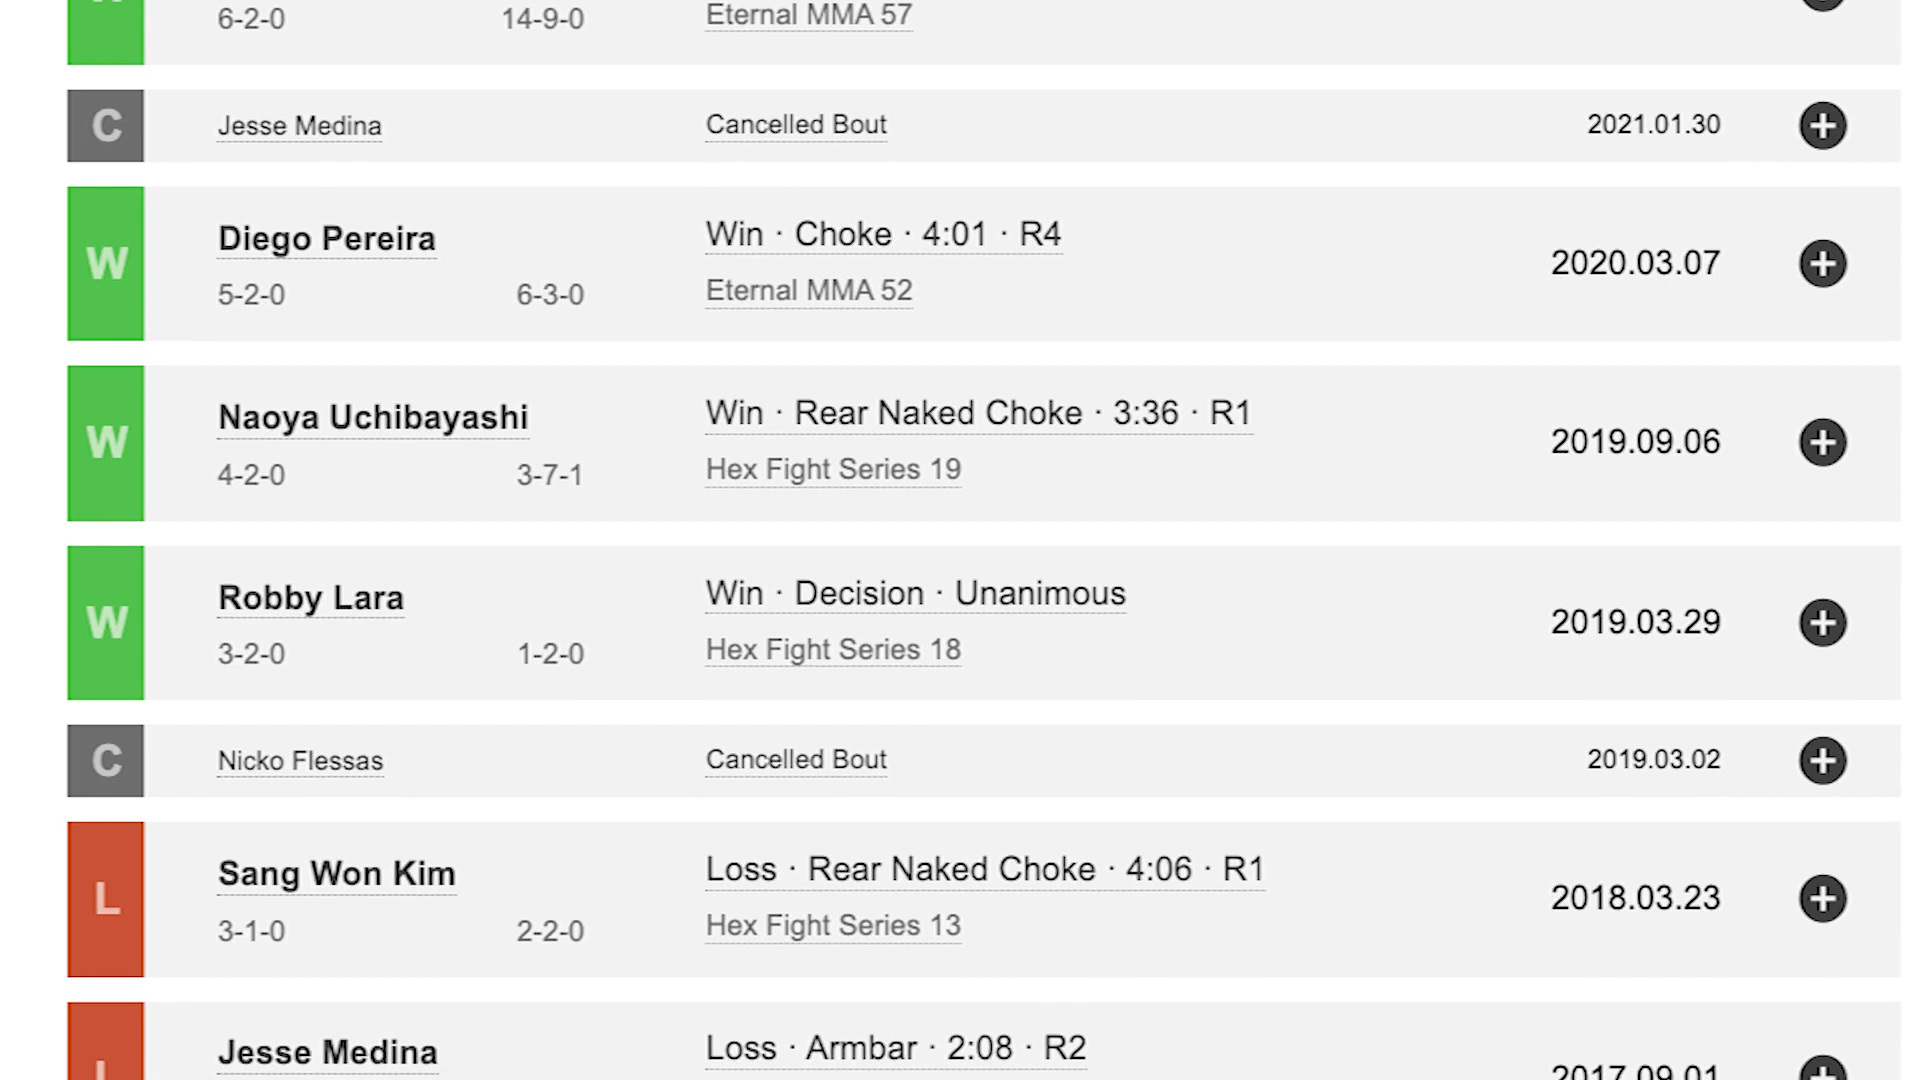 6-2-0 14-9-0 Eternal MMA 57
C Jesse Medina Cancelled Bout 2021.01.30
W
Diego Pereira Win · Choke · 4:01 · R4
5-2-0 6-3-0 Eternal MMA 52
2020.03.07
W
Naoya Uchibayashi Win · Rear Naked Choke · 3:36 · R1
4-2-0 3-7-1 Hex Fight Series 19
2019.09.06
W
Robby Lara Win · Decision · Unanimous
3-2-0 1-2-0 Hex Fight Series 18
2019.03.29
C Nicko Flessas Cancelled Bout 2019.03.02
L
Sang Won Kim Loss · Rear Naked Choke · 4:06 · R1
3-1-0 2-2-0 Hex Fight Series 13
2018.03.23
Jesse Medina Loss · Armbar · 2:08 · R2
2017.09.01